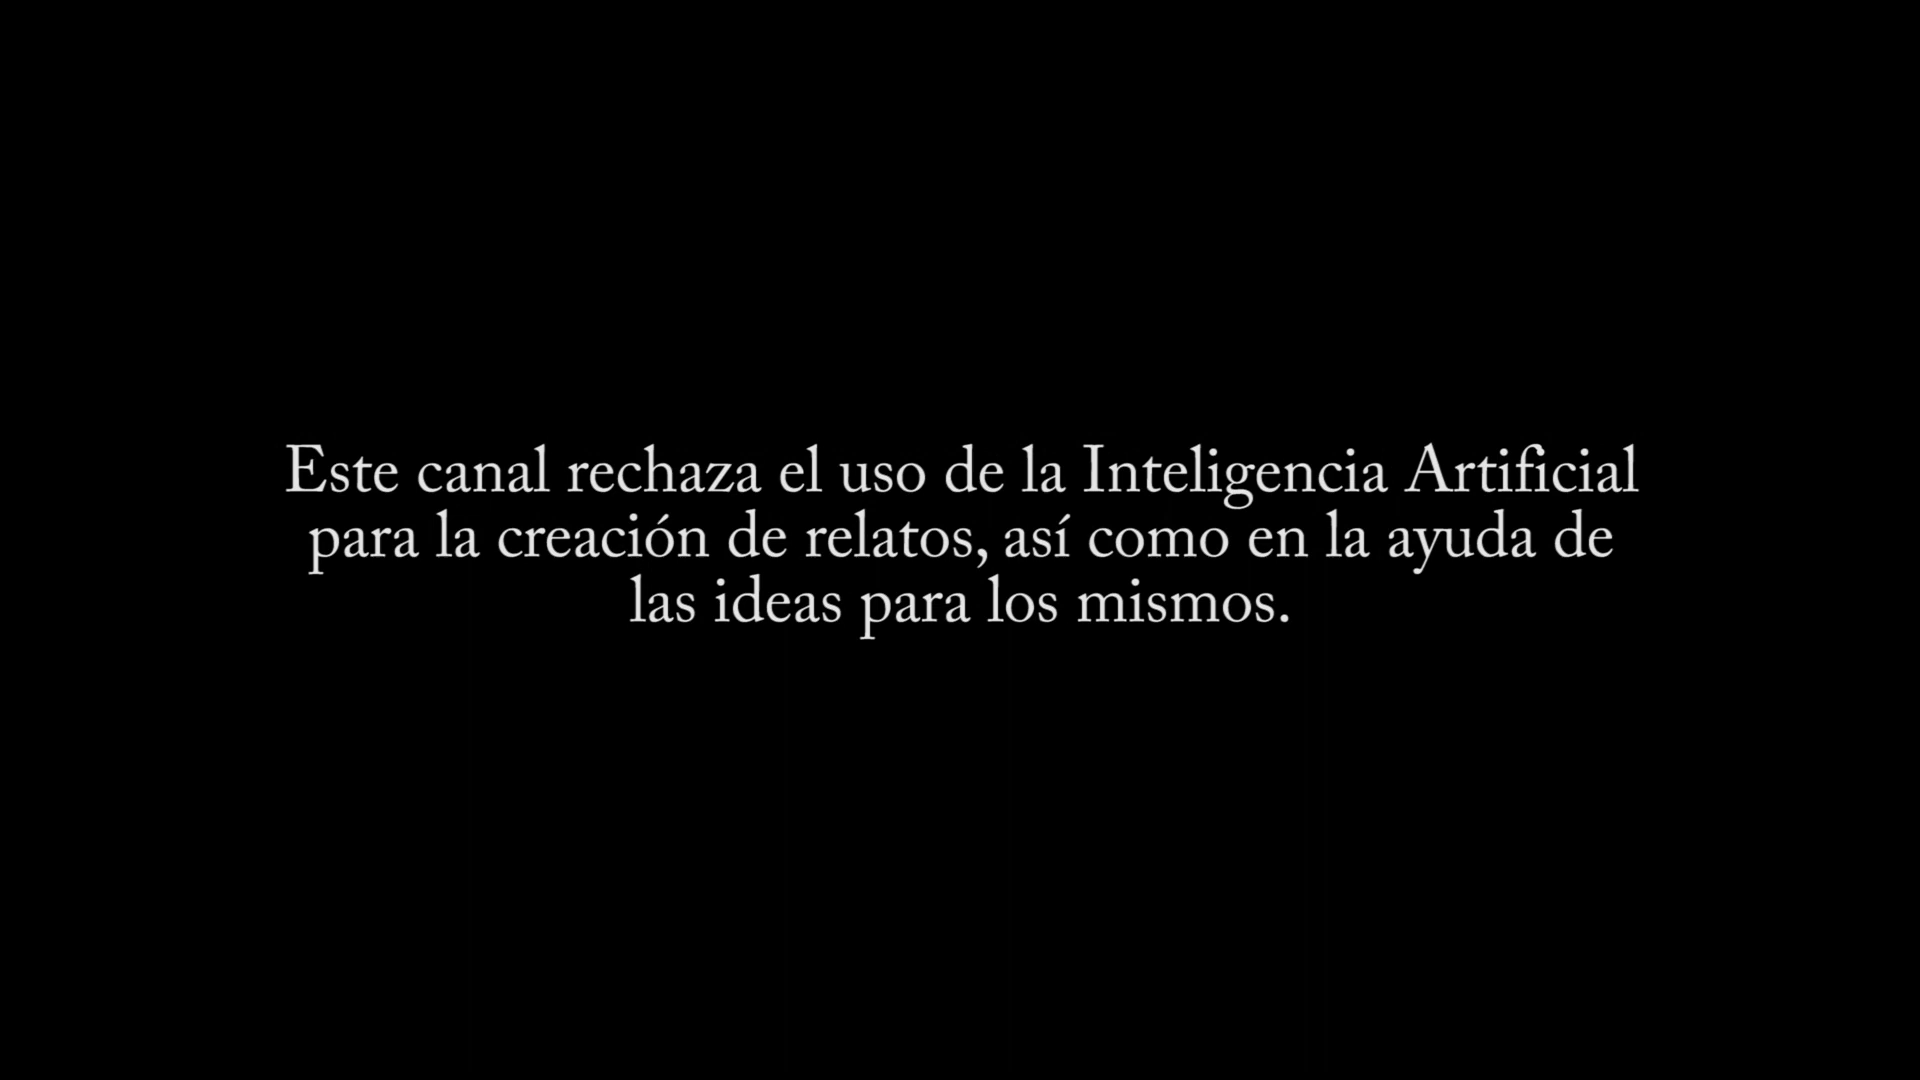 Este canal rechaza el uso de la Inteligencia Artificial
para la creación de relatos, así como en la ayuda de
las ideas para los mismos.